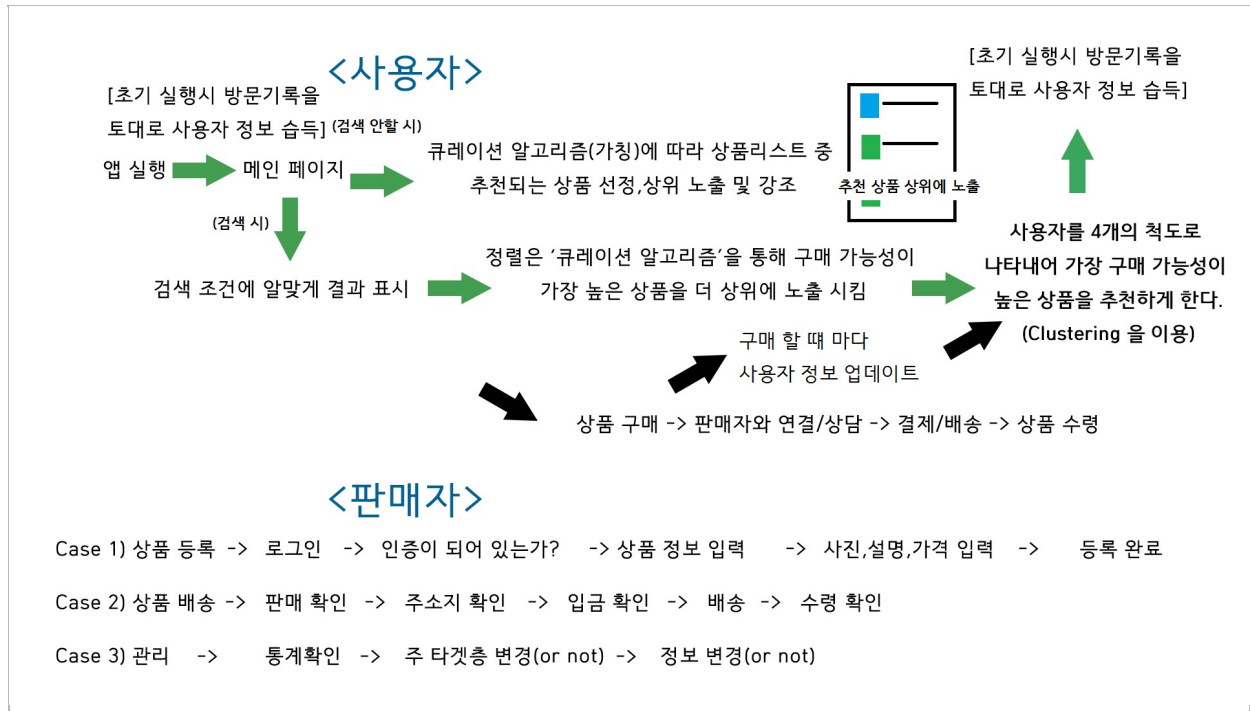 <사용자>
[초기 실행시 방문기록을
토대로 사용자 정보 습득]
(검색 안할 시)
앱 실행
메인 페이지
큐레이션 알고리즘(가칭)에 따라 상품리스트 중
추천되는 상품 선정,상위 노출 및 강조
추천 상품 상위에 노출
[초기 실행시 방문기록을
토대로 사용자 정보 습득]
(검색 시)
검색 조건에 알맞게 결과 표시
정렬은 ‘큐레이션 알고리즘’을 통해 구매 가능성이
가장 높은 상품을 더 상위에 노출 시킴
사용자를 4개의 척도로
나타내어 가장 구매 가능성이
높은 상품을 추천하게 한다.
(Clustering 을 이용)
구매 할 떄 마다
사용자 정보 업데이트
상품 구매 -> 판매자와 연결/상담 -> 결제/배송 -> 상품 수령
<판매자>
Case 1) 상품 등록 -> 로그인 -> 인증이 되어 있는가? -> 상품 정보 입력 -> 사진,설명,가격 입력 -> 등록 완료
Case 2) 상품 배송 -> 판매 확인 -> 주소지 확인 -> 입금 확인 -> 배송 -> 수령 확인
Case 3) 관리 -> 통계확인 -> 주 타겟층 변경(or not) -> 정보 변경(or not)